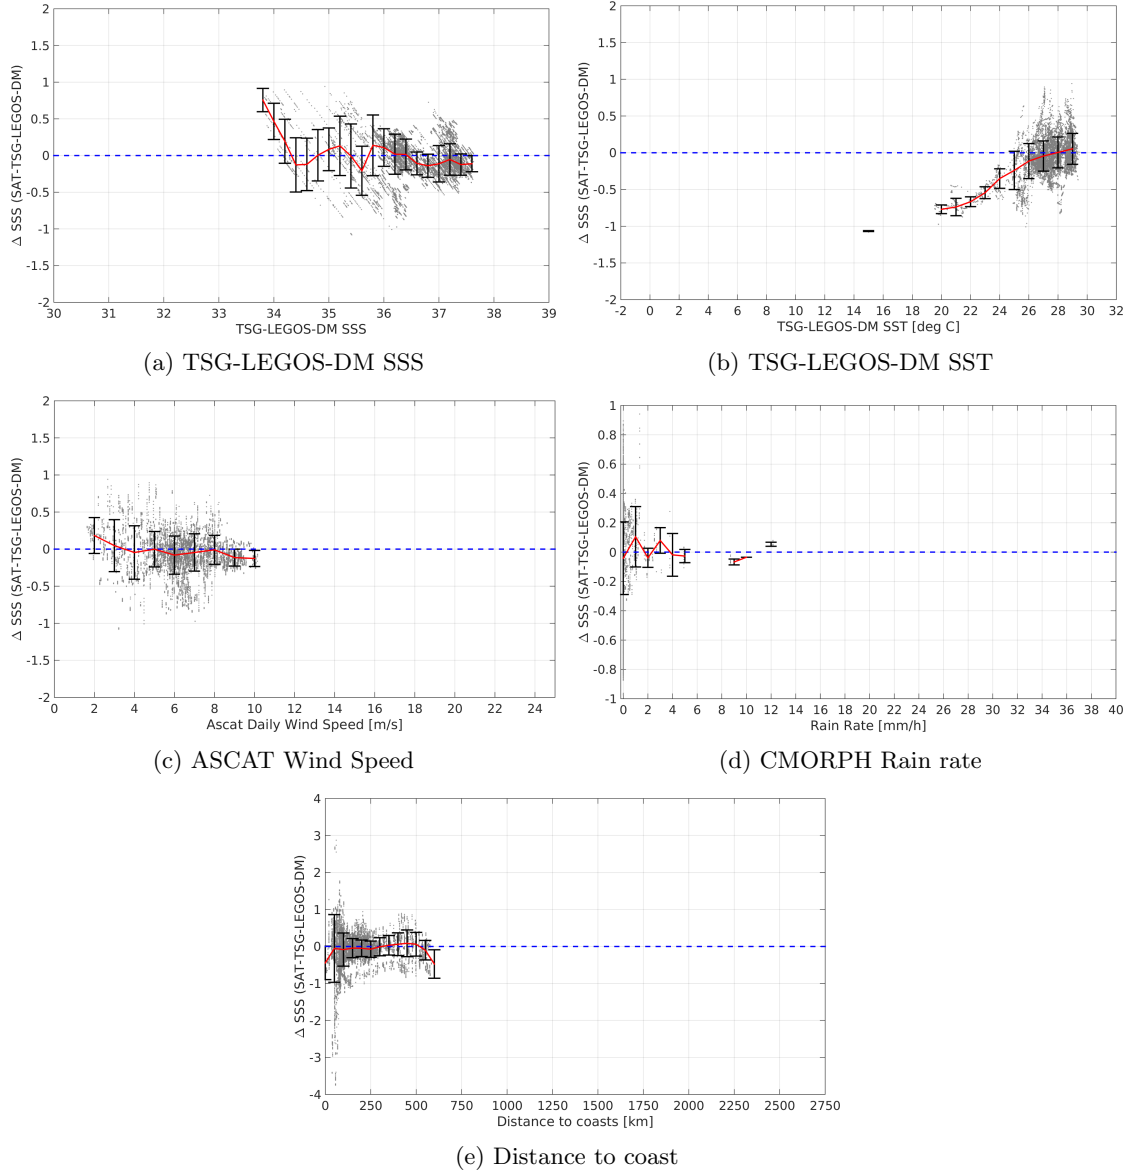 2
1.5
1
0.5
0
-0.5
-1
-1.5
-2
Δ SSS (SAT-TSG-LEGOS-DM)
30 31 32 33 34 35 36 37 38 39
TSG-LEGOS-DM SSS
(a) TSG-LEGOS-DM SSS
2
1.5
1
0.5
0
-0.5
-1
-1.5
-2
Δ SSS (SAT-TSG-LEGOS-DM)
-2 0 2 4 6 8 10 12 14 16 18 20 22 24 26 28 30 32
TSG-LEGOS-DM SST [deg C]
(b) TSG-LEGOS-DM SST
2
1.5
1
0.5
0
-0.5
-1
-1.5
-2
Δ SSS (SAT-TSG-LEGOS-DM)
0 2 4 6 8 10 12 14 16 18 20 22 24
Ascat Daily Wind Speed [m/s]
(c) ASCAT Wind Speed
1
0.8
0.6
0.4
0.2
0
-0.2
-0.4
-0.6
-0.8
-1
Δ SSS (SAT-TSG-LEGOS-DM)
0 2 4 6 8 10 12 14 16 18 20 22 24 26 28 30 32 34 36 38 40
Rain Rate [mm/h]
(d) CMORPH Rain rate
4
3
2
1
0
-1
-2
-3
-4
Δ SSS (SAT-TSG-LEGOS-DM)
0 250 500 750 1000 1250 1500 1750 2000 2250 2500 2750
Distance to coasts [km]
(e) Distance to coast